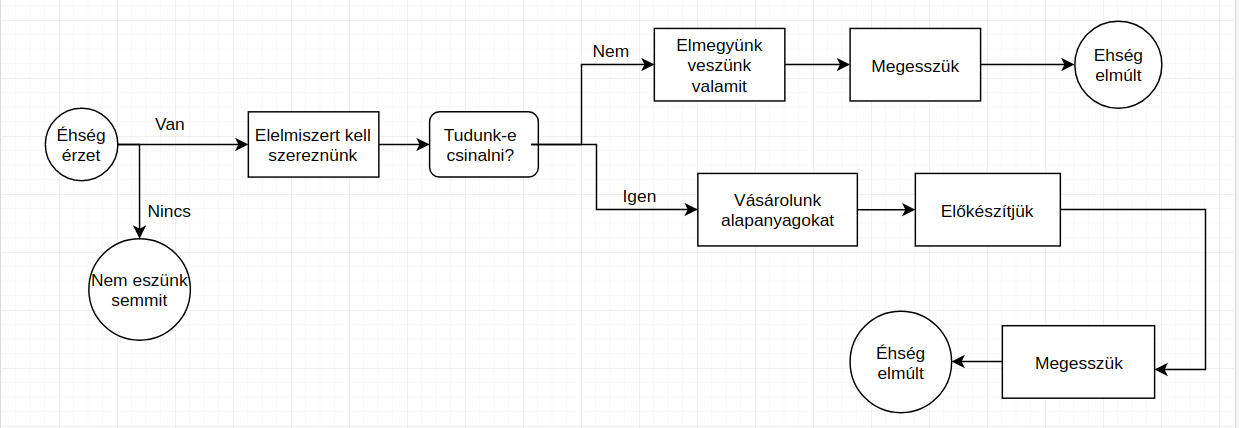 Éhség
érzet
Van
Nincs
Nem eszünk
semmit
Elelmiszert kell
szereznünk
Tudunk-e
csinalni?
Nem
Elmegyünk
veszünk
valamit
Megesszük
Ehség
elmúlt
Igen
Vásárolunk
alapanyagokat
Előkészítjük
Megesszük
Éhség
elmúlt